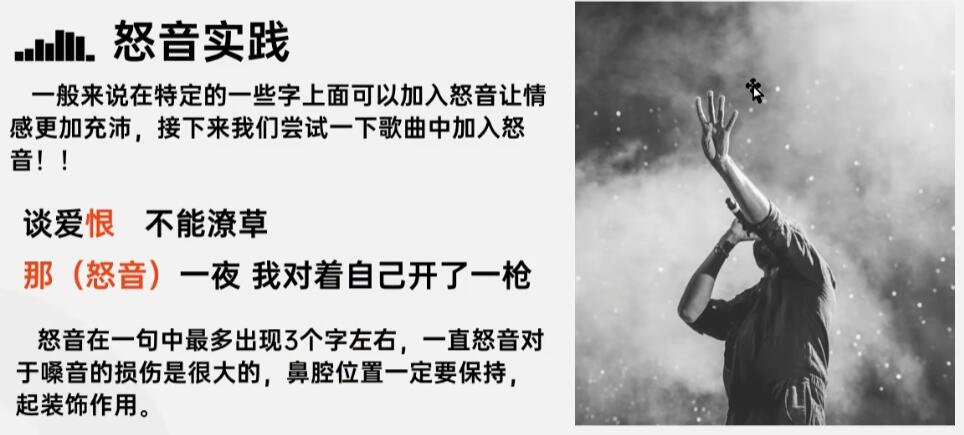 怒音实践
一般来说在特定的一些字上面可以加入怒音让情
感更加充沛，接下来我们尝试一下歌曲中加入怒
音！！
谈爱恨 不能潦草
那（怒音）一夜 我对着自己开了一枪
怒音在一句中最多出现3个字左右，一直怒音对
于嗓音的损伤是很大的，鼻腔位置一定要保持，
起装饰作用。